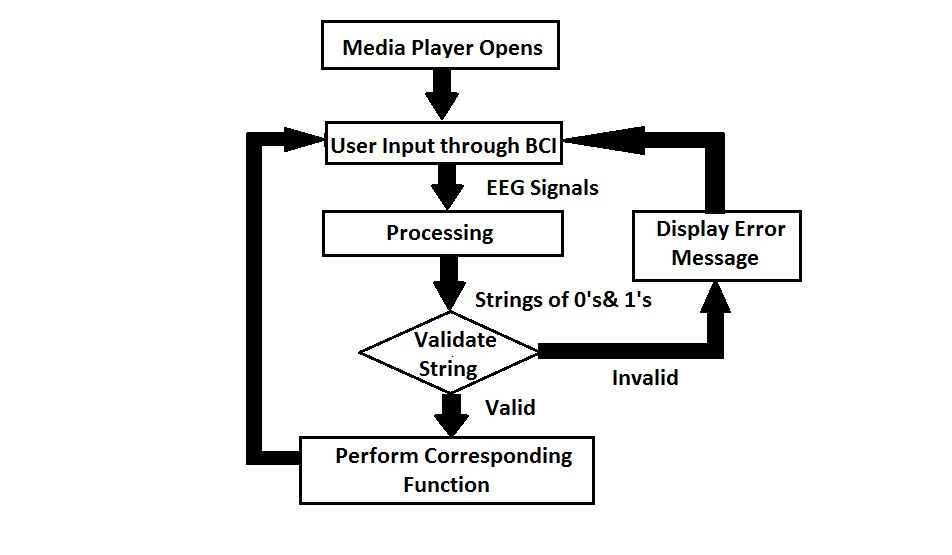 Media Player Opens
User Input through BCI
EEG Signals
Processing
Display Error
Message
Strings of 0's& 1's
Validate
String
Invalid
Valid
Perform Corresponding
Function